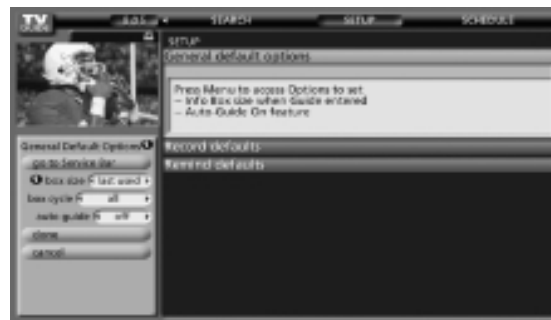 TV GUIDE
SEARCH
SETUP
SCHEDULE
SETUP
General default options
Press Menu to access Options to set.
– Info Box size when Guide entered
– Auto-Guide On feature
Record defaults
Remind defaults
General Default Options
go to Service Bar
box size last used
box cycle all
auto guide off
done
cancel